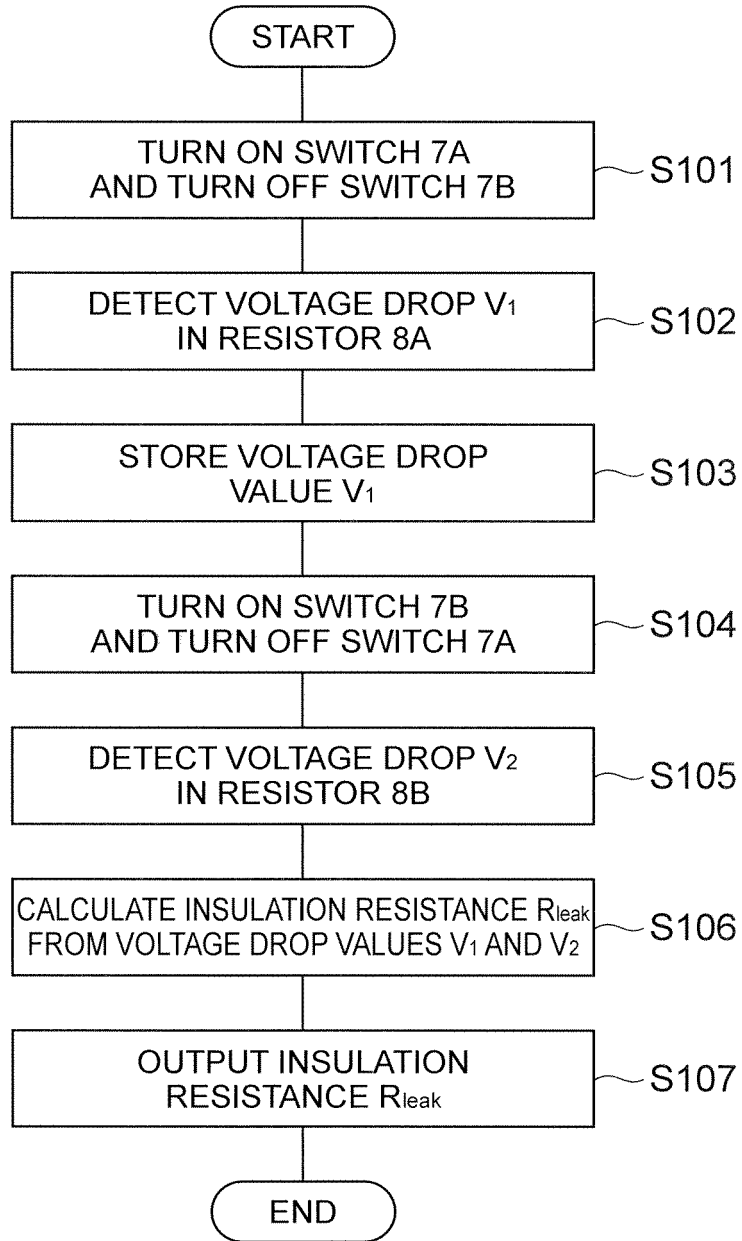 START
TURN ON SWITCH 7A
AND TURN OFF SWITCH 7B
S101
DETECT VOLTAGE DROP V1
IN RESISTOR 8A
S102
STORE VOLTAGE DROP
VALUE V1
S103
TURN ON SWITCH 7B
AND TURN OFF SWITCH 7A
S104
DETECT VOLTAGE DROP V2
IN RESISTOR 8B
S105
CALCULATE INSULATION RESISTANCE Rleak
FROM VOLTAGE DROP VALUES V1 AND V2
S106
OUTPUT INSULATION
RESISTANCE Rleak
S107
END